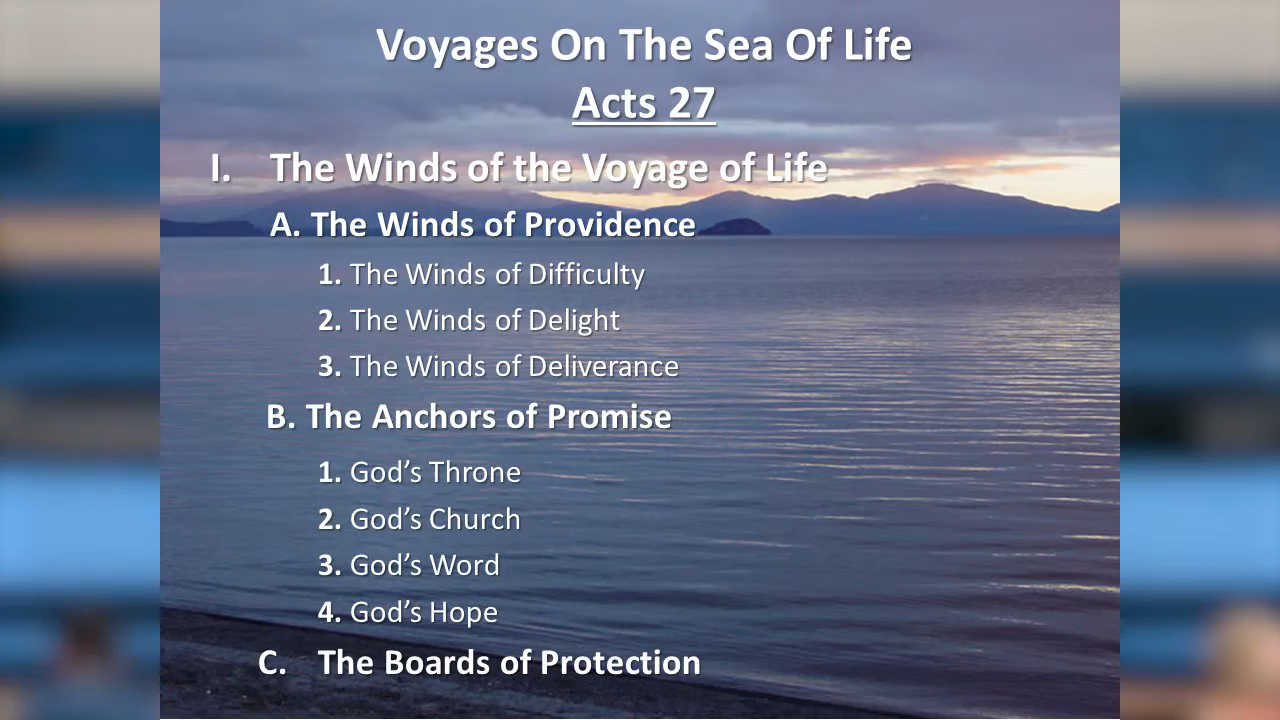 Voyages On The Sea Of Life
Acts 27
I. The Winds of the Voyage of Life
A. The Winds of Providence
1. The Winds of Difficulty
2. The Winds of Delight
3. The Winds of Deliverance
B. The Anchors of Promise
1. God’s Throne
2. God’s Church
3. God’s Word
4. God’s Hope
C. The Boards of Protection